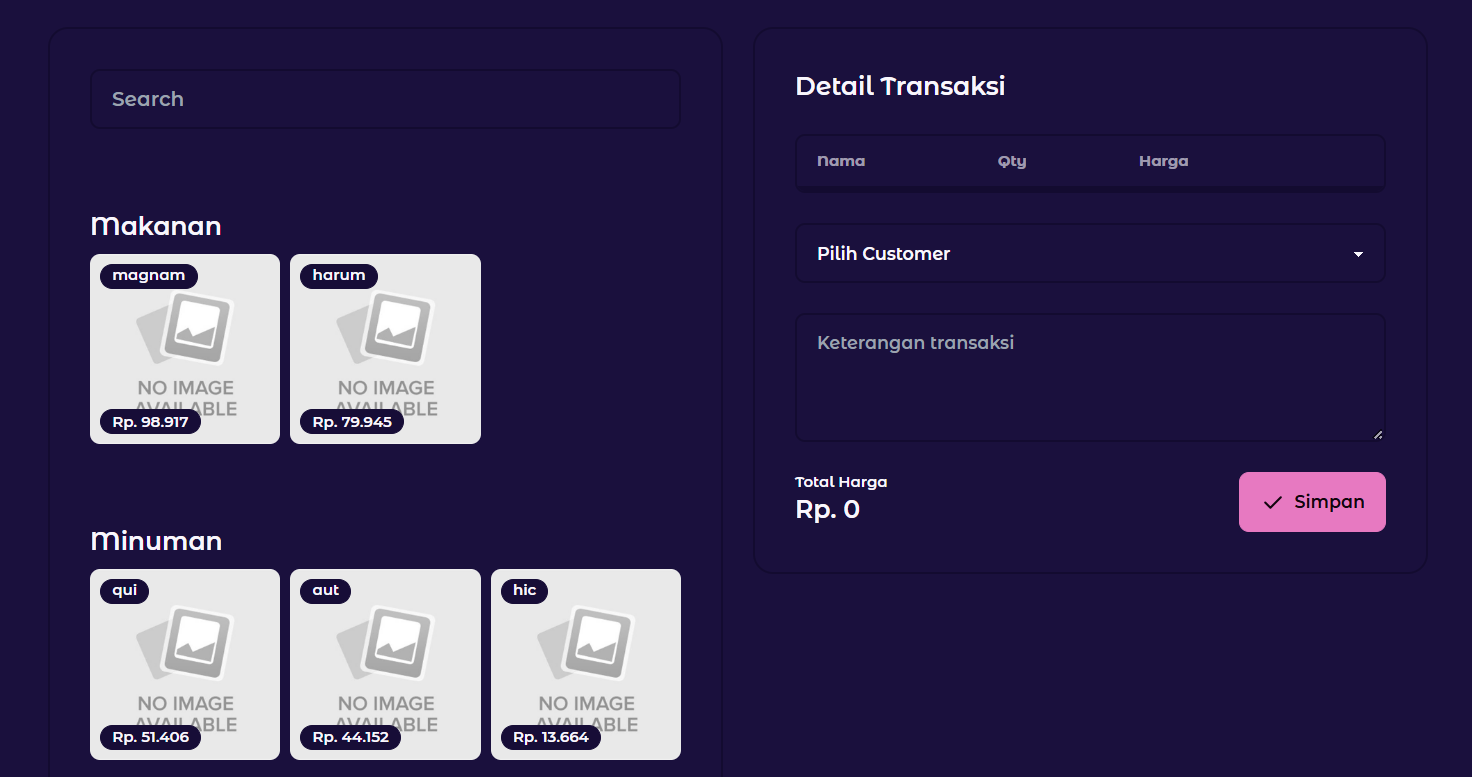 Search
Makanan
magnam
NO IMAGE
AVAILABLE
Rp. 98.917
harum
NO IMAGE
AVAILABLE
Rp. 79.945
Minuman
qui
NO IMAGE
AVAILABLE
Rp. 51.406
aut
NO IMAGE
AVAILABLE
Rp. 44.152
hic
NO IMAGE
AVAILABLE
Rp. 13.664
Detail Transaksi
Nama Qty Harga
Pilih Customer
Keterangan transaksi
Total Harga
Rp. 0
Simpan